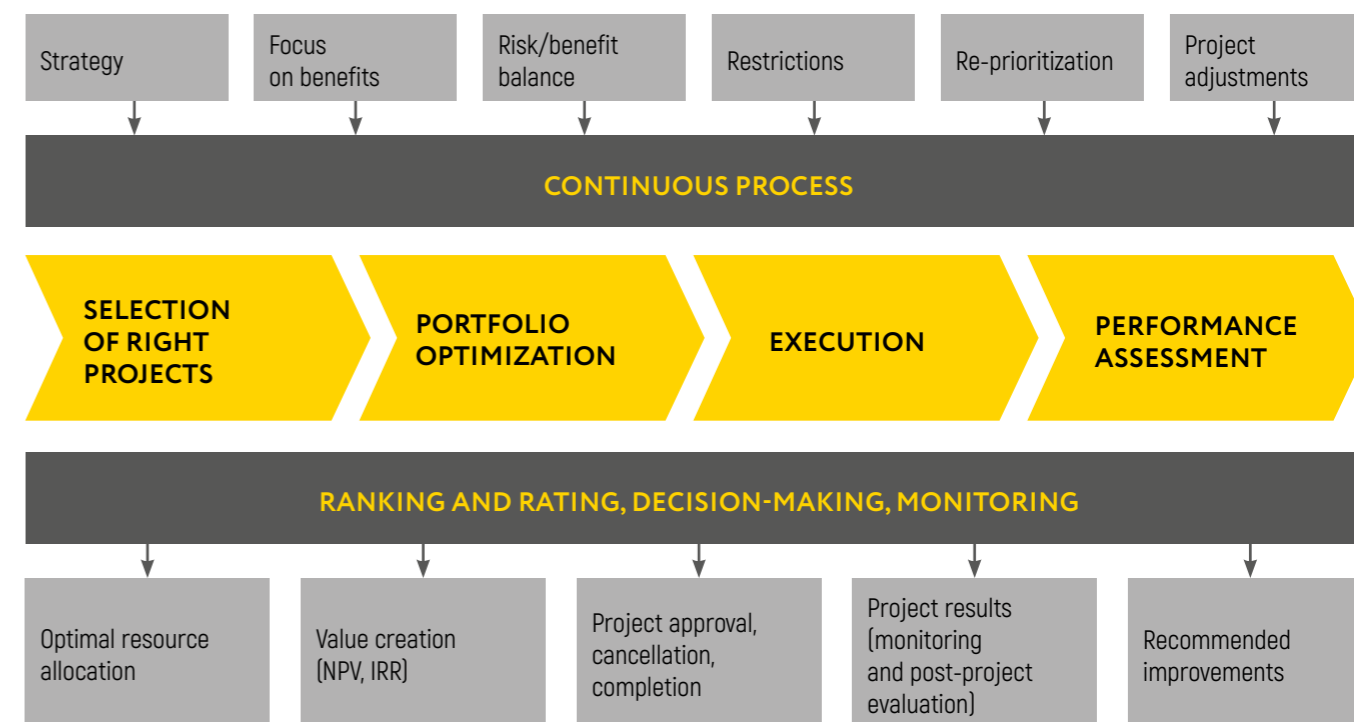 Strategy
Focus
on benefits
Risk/benefit
balance
Restrictions
Re-prioritization
Project
adjustments
CONTINUOUS PROCESS
SELECTION
OF RIGHT
PROJECTS
PORTFOLIO
OPTIMIZATION
EXECUTION
PERFORMANCE
ASSESSMENT
RANKING AND RATING, DECISION-MAKING, MONITORING
Optimal resource
allocation
Value creation
(NPV, IRR)
Project approval,
cancellation,
completion
Project results
(monitoring
and post-project
evaluation)
Recommended
improvements